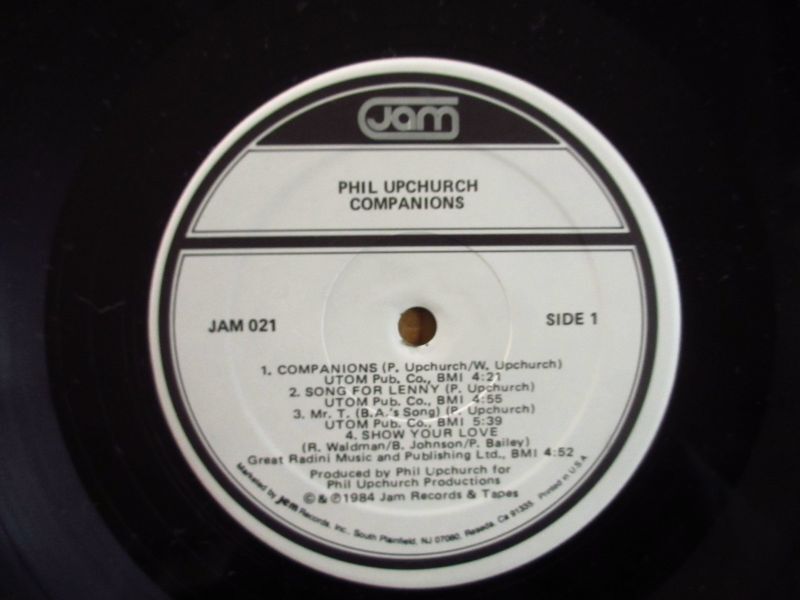 Jam
PHIL UPCHURCH
COMPANIONS
JAM 021
SIDE 1
1. COMPANIONS (P. Upchurch/W. Upchurch)
UTOM Pub. Co., BMI 4:21
2. SONG FOR LENNY (P. Upchurch)
UTOM Pub. Co., BMI 4:55
3. Mr. T. (B.A.'s Song) (P. Upchurch)
UTOM Pub. Co., BMI 5:39
4. SHOW YOUR LOVE
(R. Waldman/B. Johnson/P. Bailey)
Great Radini Music and Publishing Ltd., BMI 4:52
Produced by Phil Upchurch for
Phil Upchurch Productions
© & ℗ 1984 Jam Records & Tapes
Marketed by jem Records, Inc., South Plainfield, NJ 07080, Reseda, Ca 91335 Printed in U.S.A.